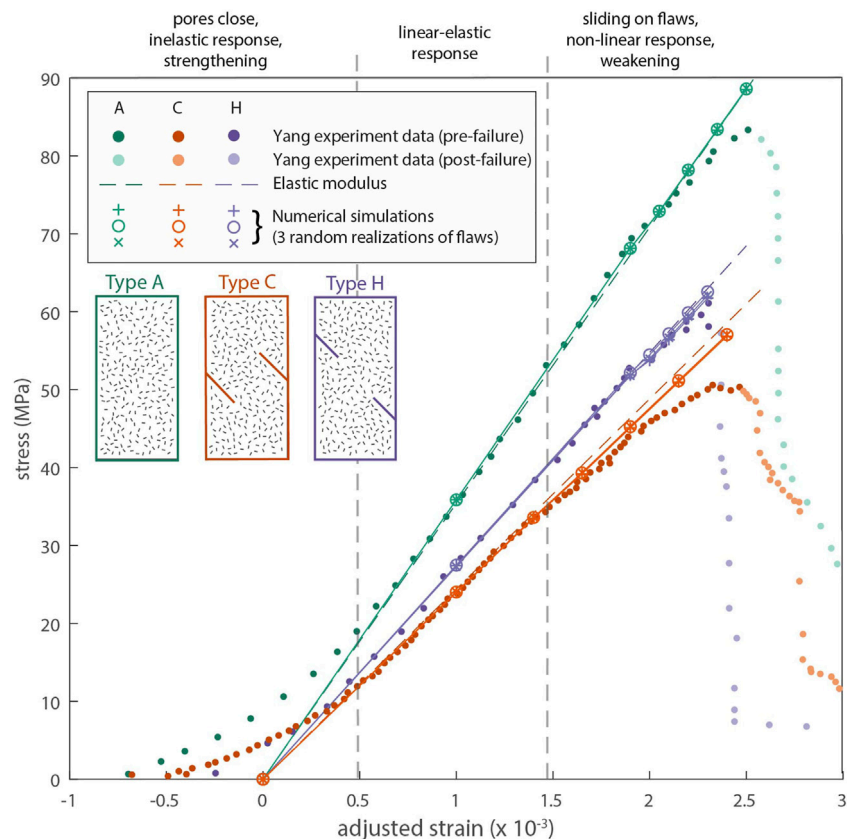 pores close,
inelastic response,
strengthening
linear-elastic
response
sliding on flaws,
non-linear response,
weakening
90
80
70
60
50
40
30
20
10
0
stress (MPa)
A C H
Yang experiment data (pre-failure)
Yang experiment data (post-failure)
Elastic modulus
Numerical simulations
(3 random realizations of flaws)
Type A Type C Type H
-1 -0.5 0 0.5 1 1.5 2 2.5 3
adjusted strain (x 10⁻³)